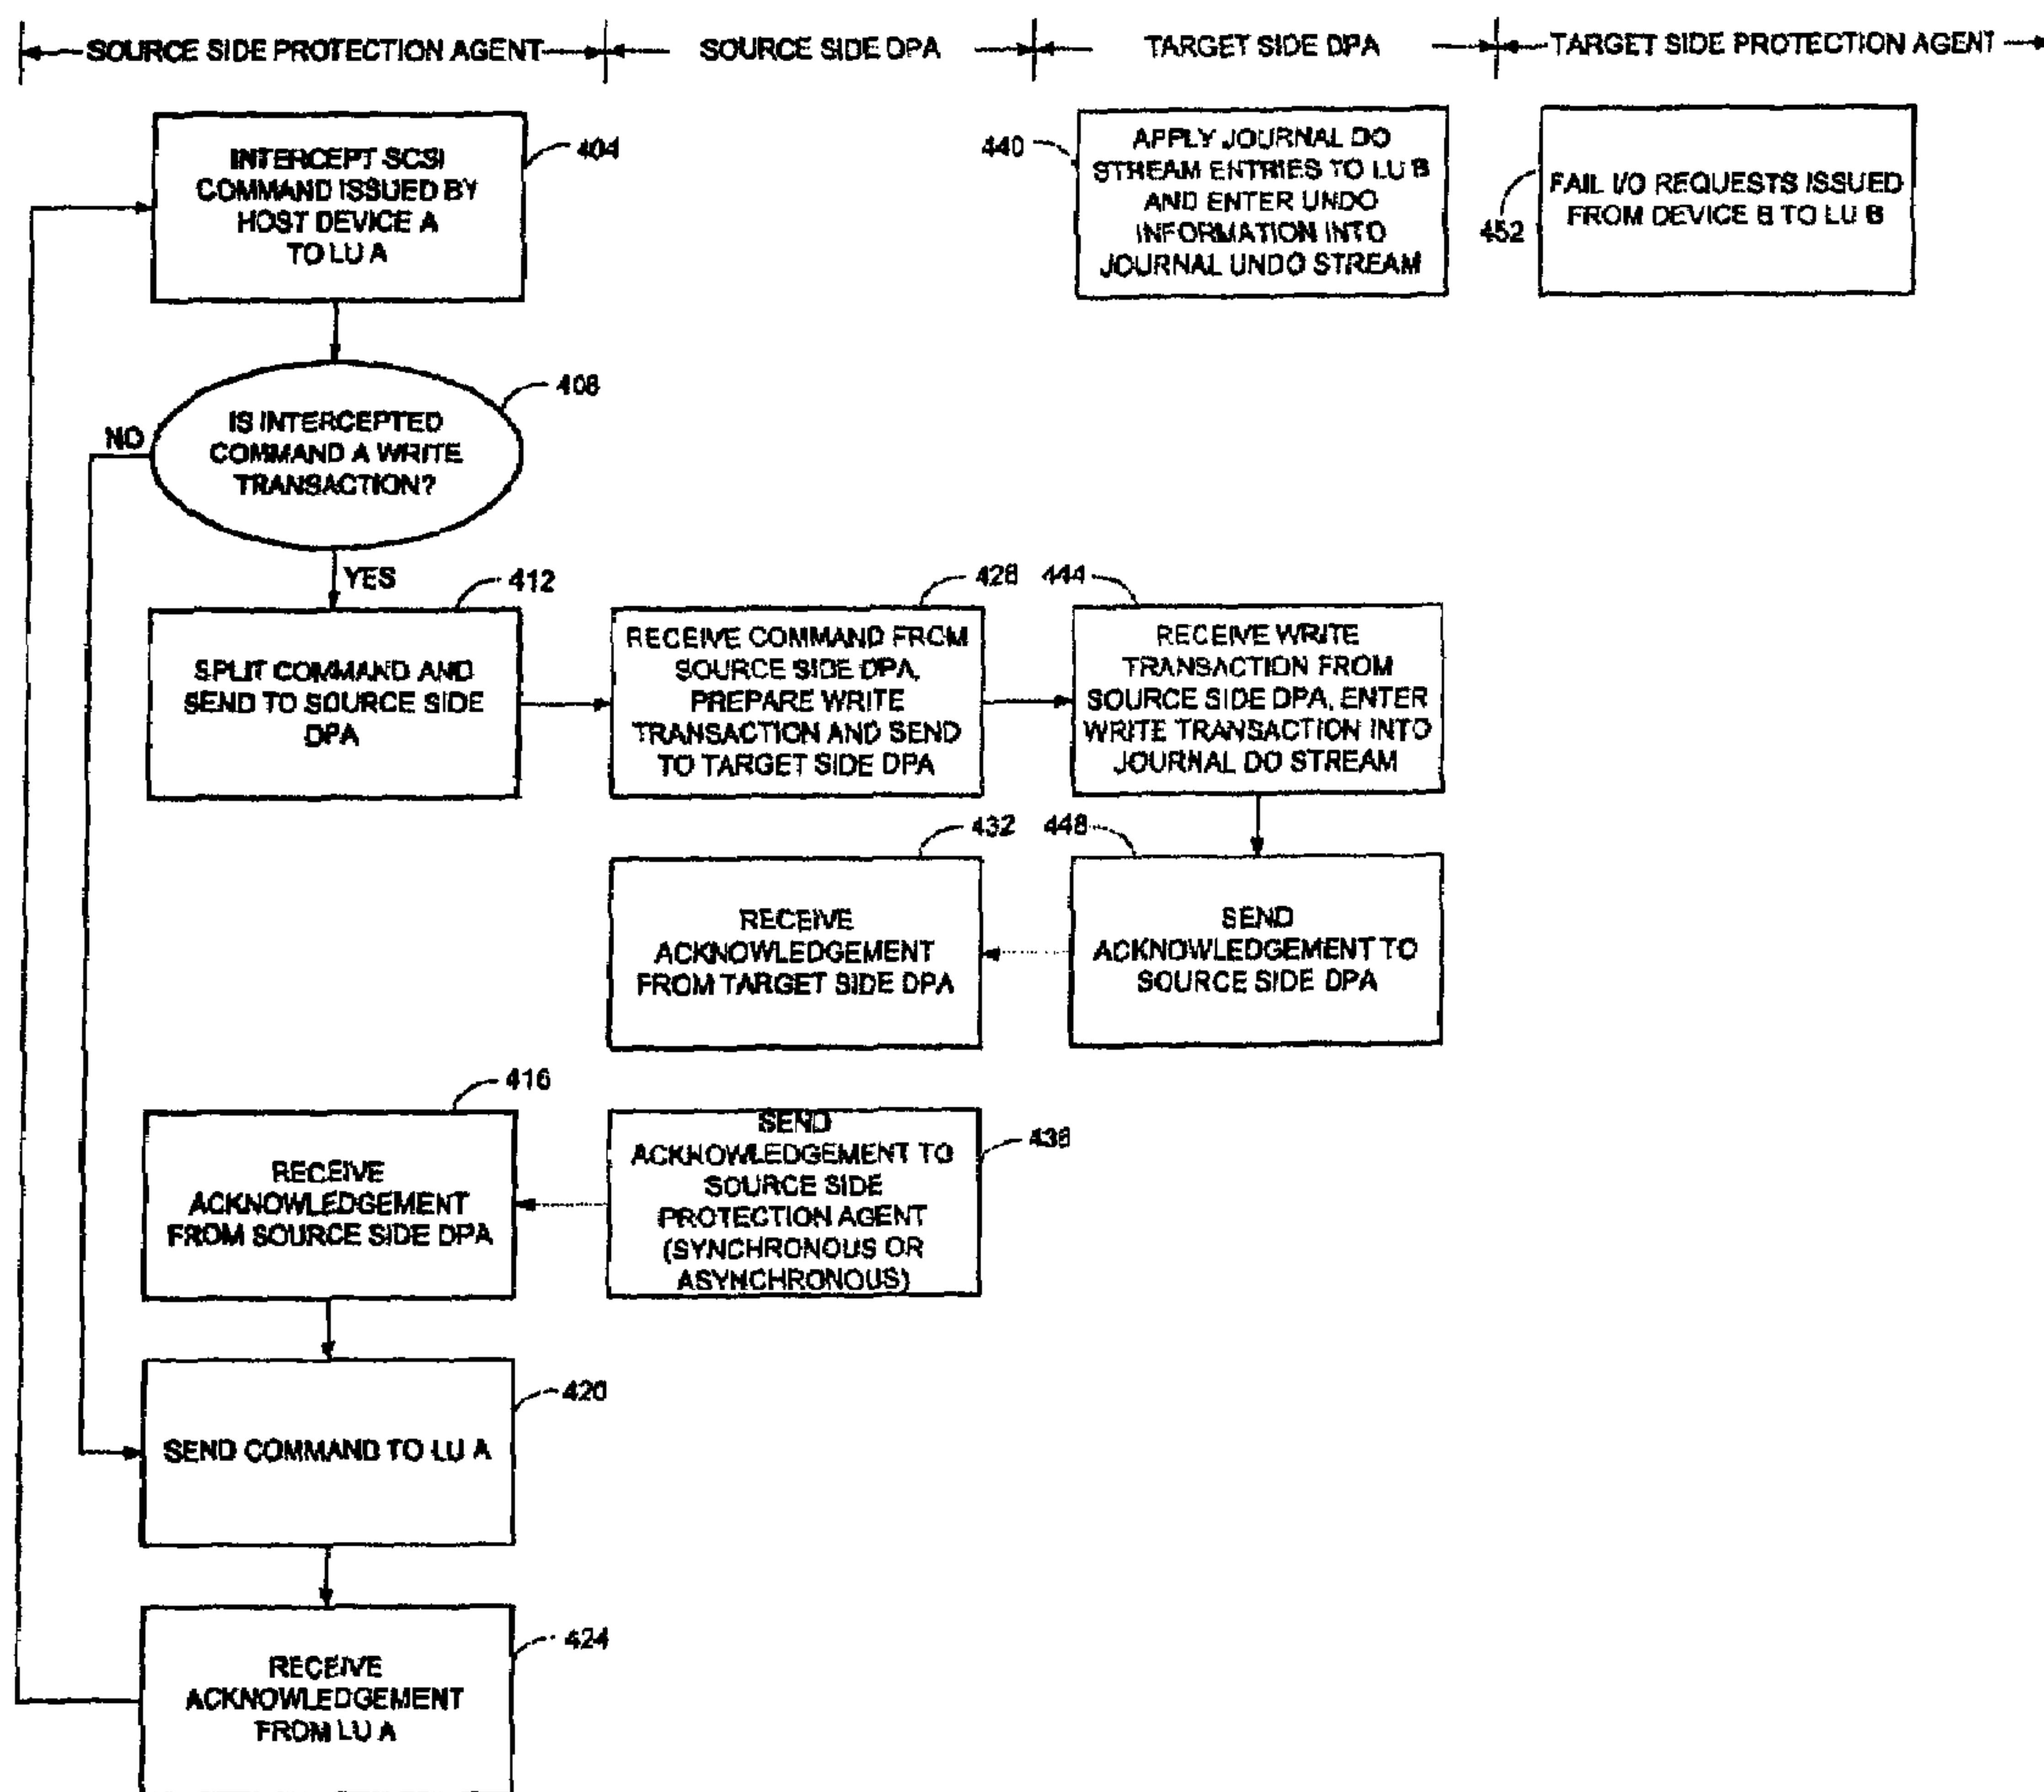 SOURCE SIDE PROTECTION AGENT
SOURCE SIDE DPA
TARGET SIDE DPA
TARGET SIDE PROTECTION AGENT
INTERCEPT SCSI
COMMAND ISSUED BY
HOST DEVICE A
TO LU A
404
440
APPLY JOURNAL DO
STREAM ENTRIES TO LU B
AND ENTER UNDO
INFORMATION INTO
JOURNAL UNDO STREAM
452
FAIL I/O REQUESTS ISSUED
FROM DEVICE B TO LU B
408
IS INTERCEPTED
COMMAND A WRITE
TRANSACTION?
NO
YES
412
SPLIT COMMAND AND
SEND TO SOURCE SIDE
DPA
428
RECEIVE COMMAND FROM
SOURCE SIDE DPA,
PREPARE WRITE
TRANSACTION AND SEND
TO TARGET SIDE DPA
444
RECEIVE WRITE
TRANSACTION FROM
SOURCE SIDE DPA, ENTER
WRITE TRANSACTION INTO
JOURNAL DO STREAM
432
RECEIVE
ACKNOWLEDGEMENT
FROM TARGET SIDE DPA
448
SEND
ACKNOWLEDGEMENT TO
SOURCE SIDE DPA
416
RECEIVE
ACKNOWLEDGEMENT
FROM SOURCE SIDE DPA
436
SEND
ACKNOWLEDGEMENT TO
SOURCE SIDE
PROTECTION AGENT
(SYNCHRONOUS OR
ASYNCHRONOUS)
420
SEND COMMAND TO LU A
424
RECEIVE
ACKNOWLEDGEMENT
FROM LU A